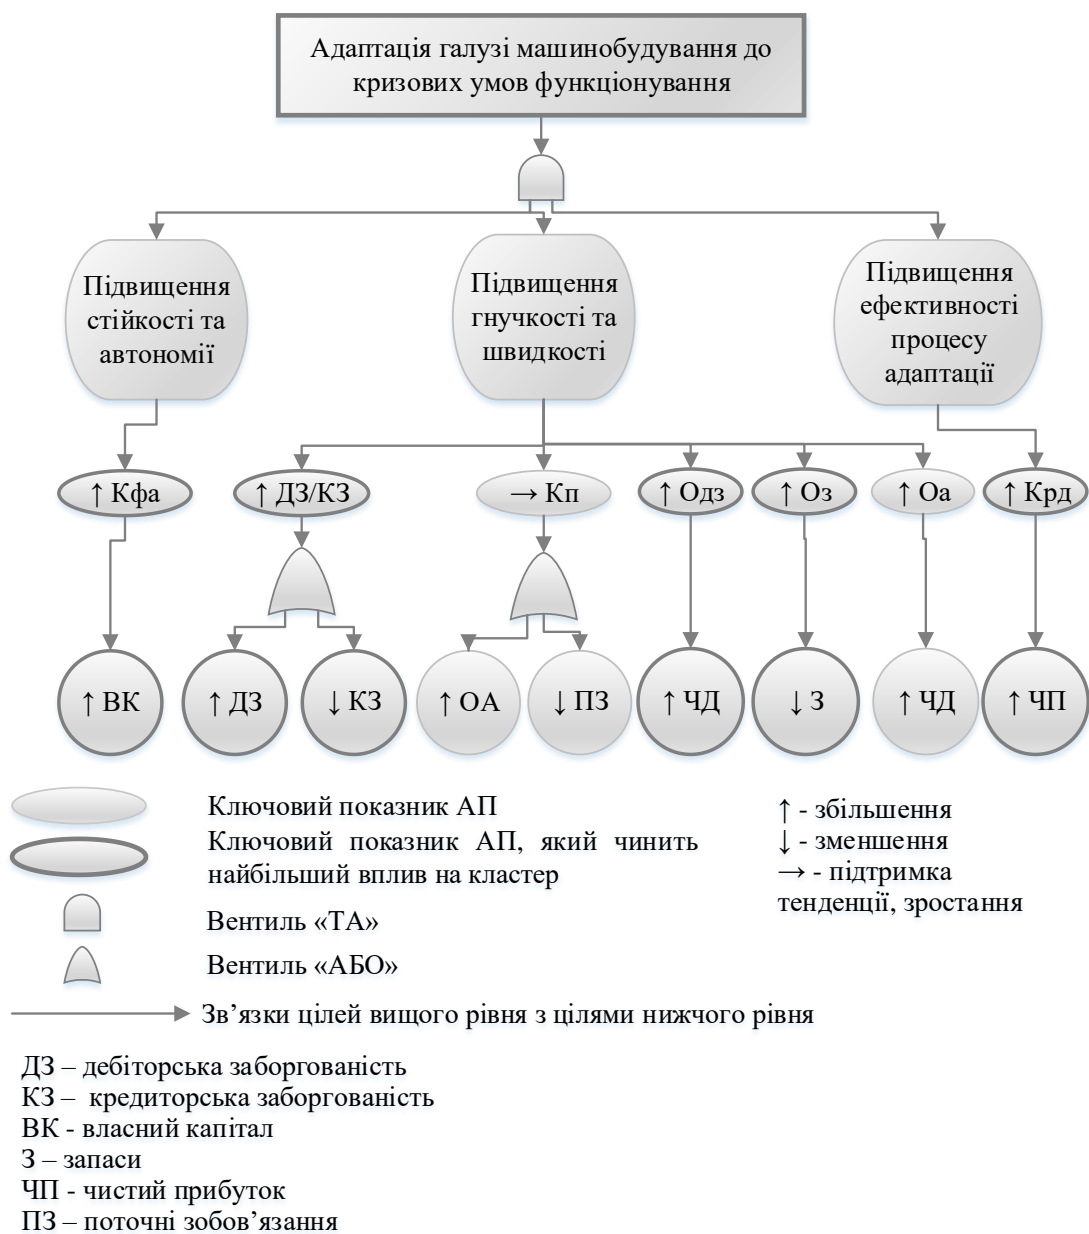 Адаптація галузі машинобудування до
кризових умов функціонування
Підвищення
стійкості та
автономії
Підвищення
гнучкості та
швидкості
Підвищення
ефективності
процесу
адаптації
↑ Кфа
↑ ДЗ/КЗ
→ Кп
↑ Одз
↑ Оз
↑ Оа
↑ Крд
↑ ВК
↑ ДЗ
↓ КЗ
↑ ОА
↓ ПЗ
↑ ЧД
↓ З
↑ ЧД
↑ ЧП
Ключовий показник АП
Ключовий показник АП, який чинить
найбільший вплив на кластер
Вентиль «ТА»
Вентиль «АБО»
Зв’язки цілей вищого рівня з цілями нижчого рівня
↑ - збільшення
↓ - зменшення
→ - підтримка
тенденції, зростання
ДЗ – дебіторська заборгованість
КЗ – кредиторська заборгованість
ВК - власний капітал
З – запаси
ЧП - чистий прибуток
ПЗ – поточні зобов’язання